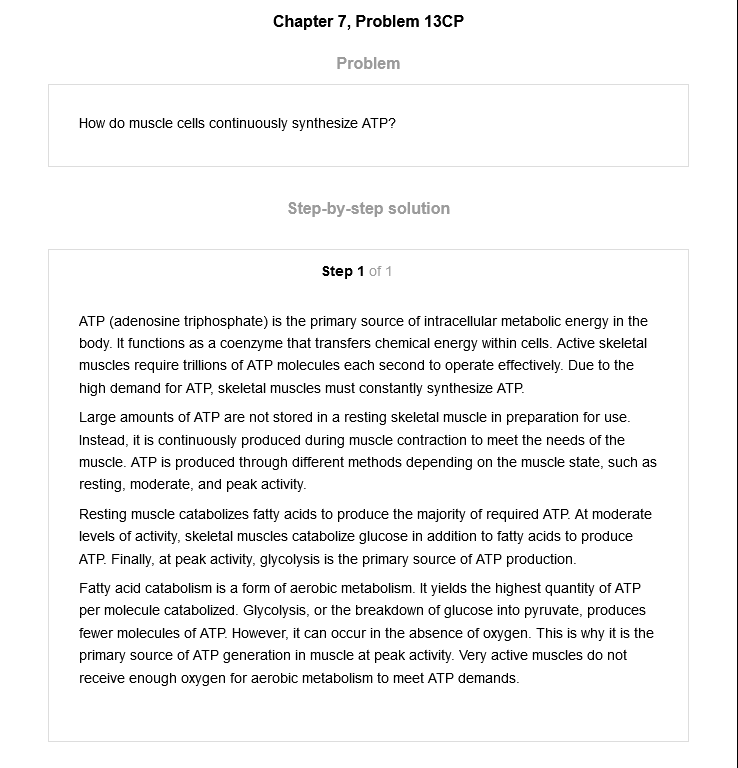 Chapter 7, Problem 13CP
Problem
How do muscle cells continuously synthesize ATP?
Step-by-step solution
Step 1 of 1
ATP (adenosine triphosphate) is the primary source of intracellular metabolic energy in the
body. It functions as a coenzyme that transfers chemical energy within cells. Active skeletal
muscles require trillions of ATP molecules each second to operate effectively. Due to the
high demand for ATP, skeletal muscles must constantly synthesize ATP.
Large amounts of ATP are not stored in a resting skeletal muscle in preparation for use.
Instead, it is continuously produced during muscle contraction to meet the needs of the
muscle. ATP is produced through different methods depending on the muscle state, such as
resting, moderate, and peak activity.
Resting muscle catabolizes fatty acids to produce the majority of required ATP. At moderate
levels of activity, skeletal muscles catabolize glucose in addition to fatty acids to produce
ATP. Finally, at peak activity, glycolysis is the primary source of ATP production.
Fatty acid catabolism is a form of aerobic metabolism. It yields the highest quantity of ATP
per molecule catabolized. Glycolysis, or the breakdown of glucose into pyruvate, produces
fewer molecules of ATP. However, it can occur in the absence of oxygen. This is why it is the
primary source of ATP generation in muscle at peak activity. Very active muscles do not
receive enough oxygen for aerobic metabolism to meet ATP demands.